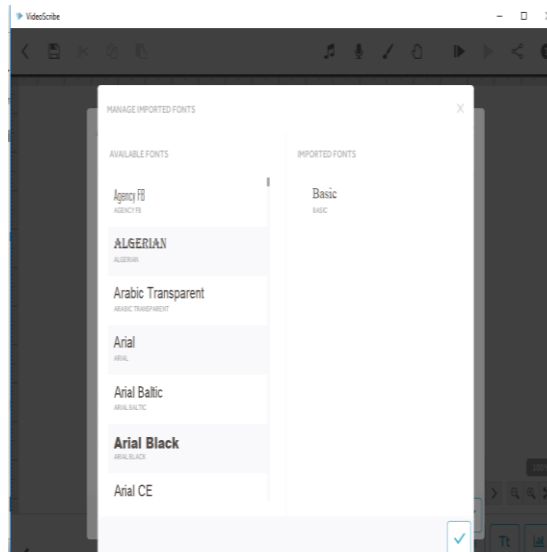 VideoScribe
MANAGE IMPORTED FONTS
X
AVAILABLE FONTS
IMPORTED FONTS
Agency FB
AGENCY FB
Basic
BASIC
ALGERIAN
ALGERIAN
Arabic Transparent
ARABIC TRANSPARENT
Arial
ARIAL
Arial Baltic
ARIAL BALTIC
Arial Black
ARIAL BLACK
Arial CE
Tt